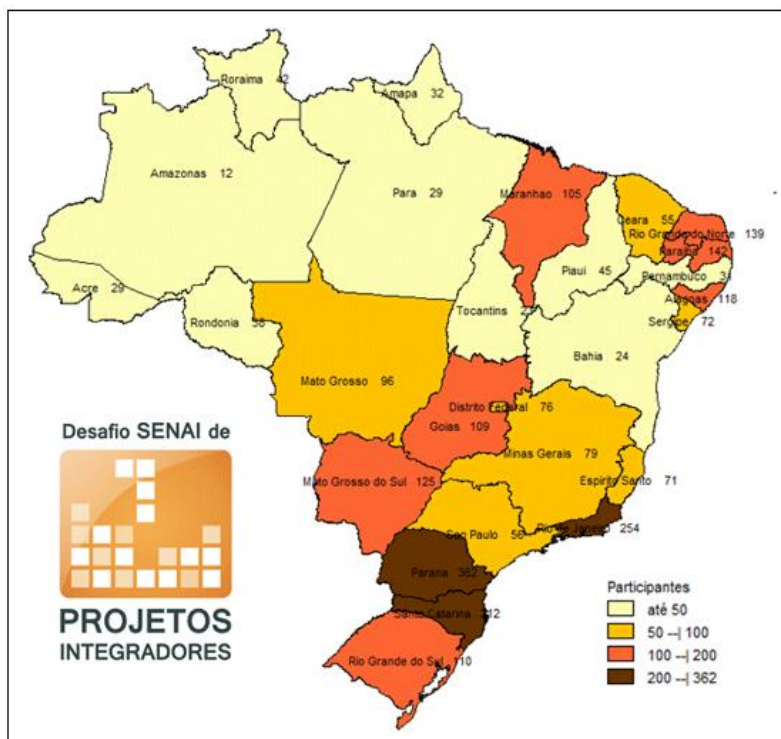 Roraima 42
Amapa 32
Amazonas 12
Para 29
Maranhao 105
Ceara 55
Rio Grande do Norte 139
Paraiba 142
Piaui 45
Pernambuco
Acre 29
Alagoas 118
Rondonia 38
Tocantins
Sergipe 72
Bahia 24
Mato Grosso 96
Distrito Federal 76
Goias 109
Minas Gerais 79
Mato Grosso do Sul 125
Espirito Santo 71
Sao Paulo 56
Rio de Janeiro 254
Parana 362
Santo Catarina
Rio Grande do Sul 110
Desafio SENAI de
PROJETOS
INTEGRADORES
Participantes
até 50
50 --| 100
100 --| 200
200 --| 362